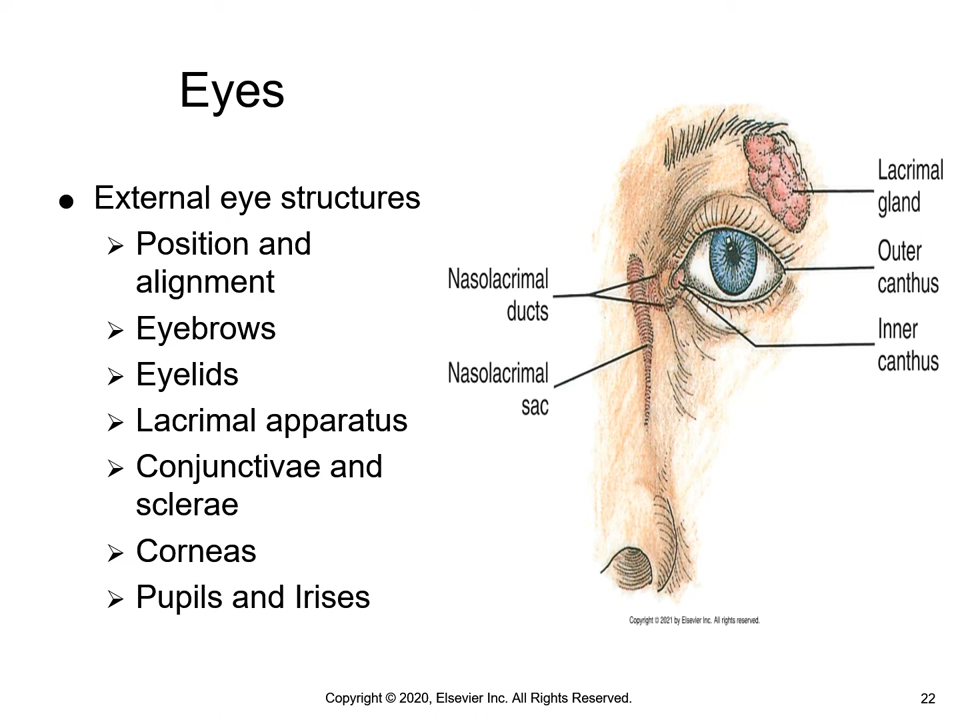 Eyes
● External eye structures
➢ Position and
alignment
➢ Eyebrows
➢ Eyelids
➢ Lacrimal apparatus
➢ Conjunctivae and
sclerae
➢ Corneas
➢ Pupils and Irises
Nasolacrimal
ducts
Nasolacrimal
sac
Lacrimal
gland
Outer
canthus
Inner
canthus
Copyright © 2021 by Elsevier Inc. All rights reserved.
Copyright © 2020, Elsevier Inc. All Rights Reserved.
22